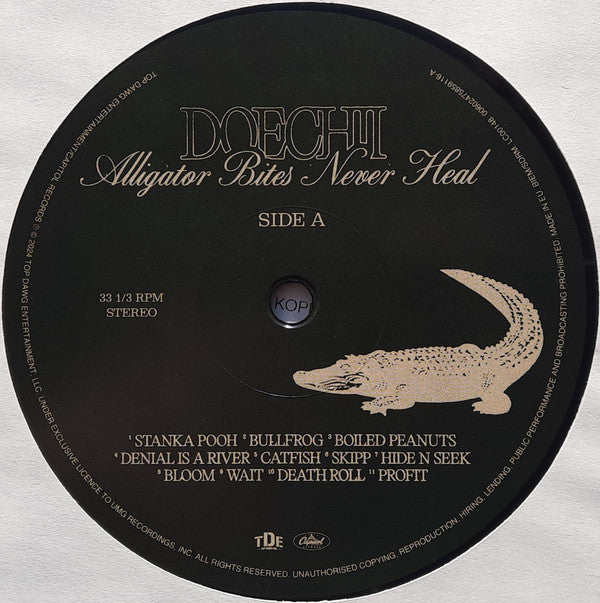 DOECHII
Alligator Bites Never Heal
SIDE A
33 1/3 RPM
STEREO
KOP
¹ STANKA POOH ² BULLFROG ³ BOILED PEANUTS
⁴ DENIAL IS A RIVER ⁵ CATFISH ⁶ SKIPP ⁷ HIDE N SEEK
⁸ BLOOM ⁹ WAIT ¹⁰ DEATH ROLL ¹¹ PROFIT
TDE
Capitol
RECORDS
TOP DAWG ENTERTAINMENT/CAPITOL RECORDS ℗ © 2024 TOP DAWG ENTERTAINMENT LLC, UNDER EXCLUSIVE LICENCE TO UMG RECORDINGS, INC. ALL RIGHTS RESERVED. UNAUTHORISED COPYING, REPRODUCTION, HIRING, LENDING, PUBLIC PERFORMANCE AND BROADCASTING PROHIBITED. MADE IN EU. BIEM/SDRM. LC00148 00602475859116-A